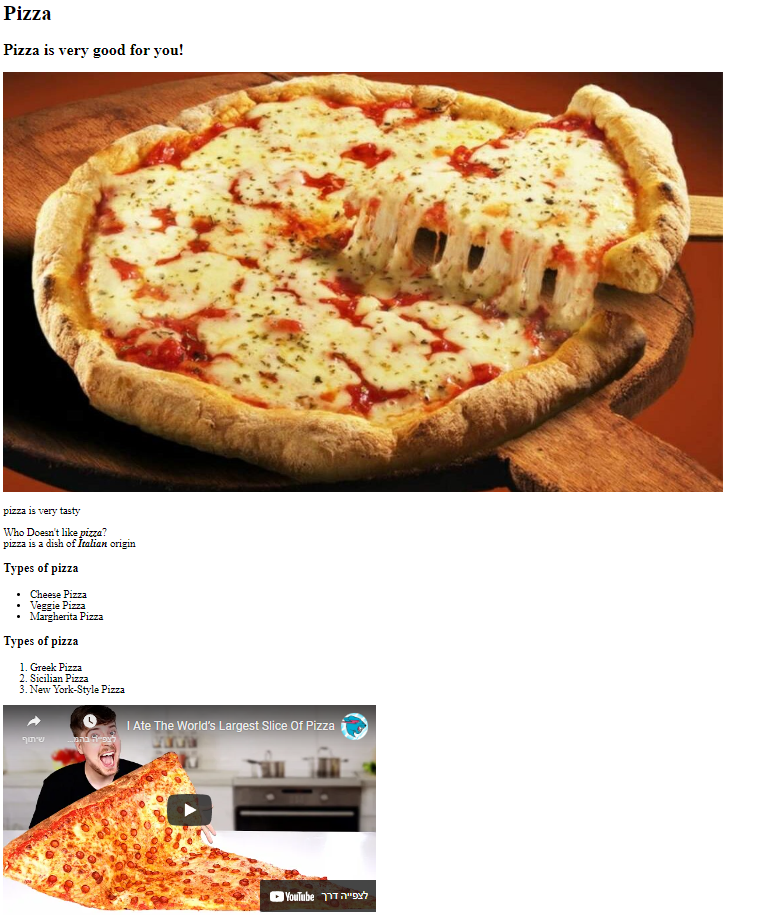 Pizza
Pizza is very good for you!
pizza is very tasty
Who Doesn't like pizza?
pizza is a dish of Italian origin
Types of pizza
Cheese Pizza
Veggie Pizza
Margherita Pizza
Types of pizza
1. Greek Pizza
2. Sicilian Pizza
3. New York-Style Pizza
I Ate The World's Largest Slice Of Pizza
שיתוף
לצפייה בהמ...
לצפייה דרך YouTube